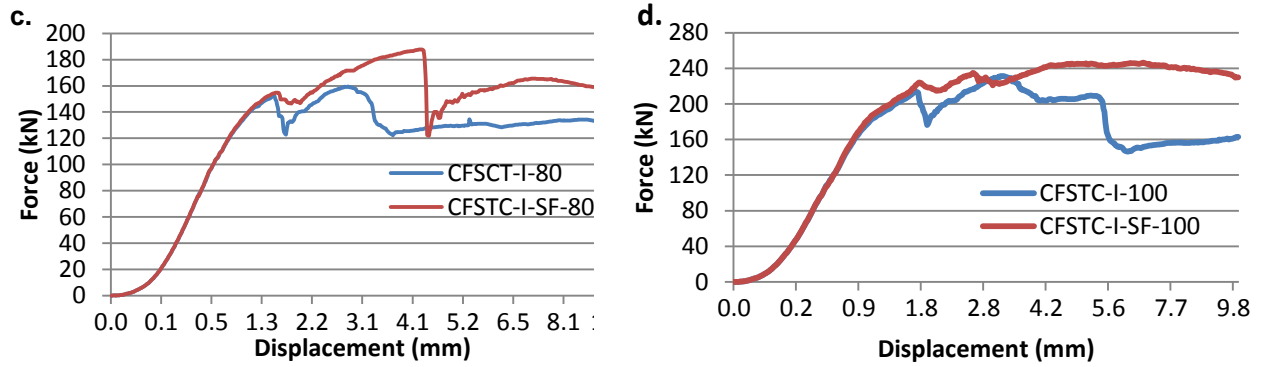 c.
Force (kN)
200
180
160
140
120
100
80
60
40
20
0
CFSCT-I-80
CFSTC-I-SF-80
0.0 0.1 0.5 1.3 2.2 3.1 4.1 5.2 6.5 8.1
Displacement (mm)
d.
Force (kN)
280
240
200
160
120
80
40
0
CFSTC-I-100
CFSTC-I-SF-100
0.0 0.2 0.9 1.8 2.8 4.2 5.6 7.7 9.8
Displacement (mm)